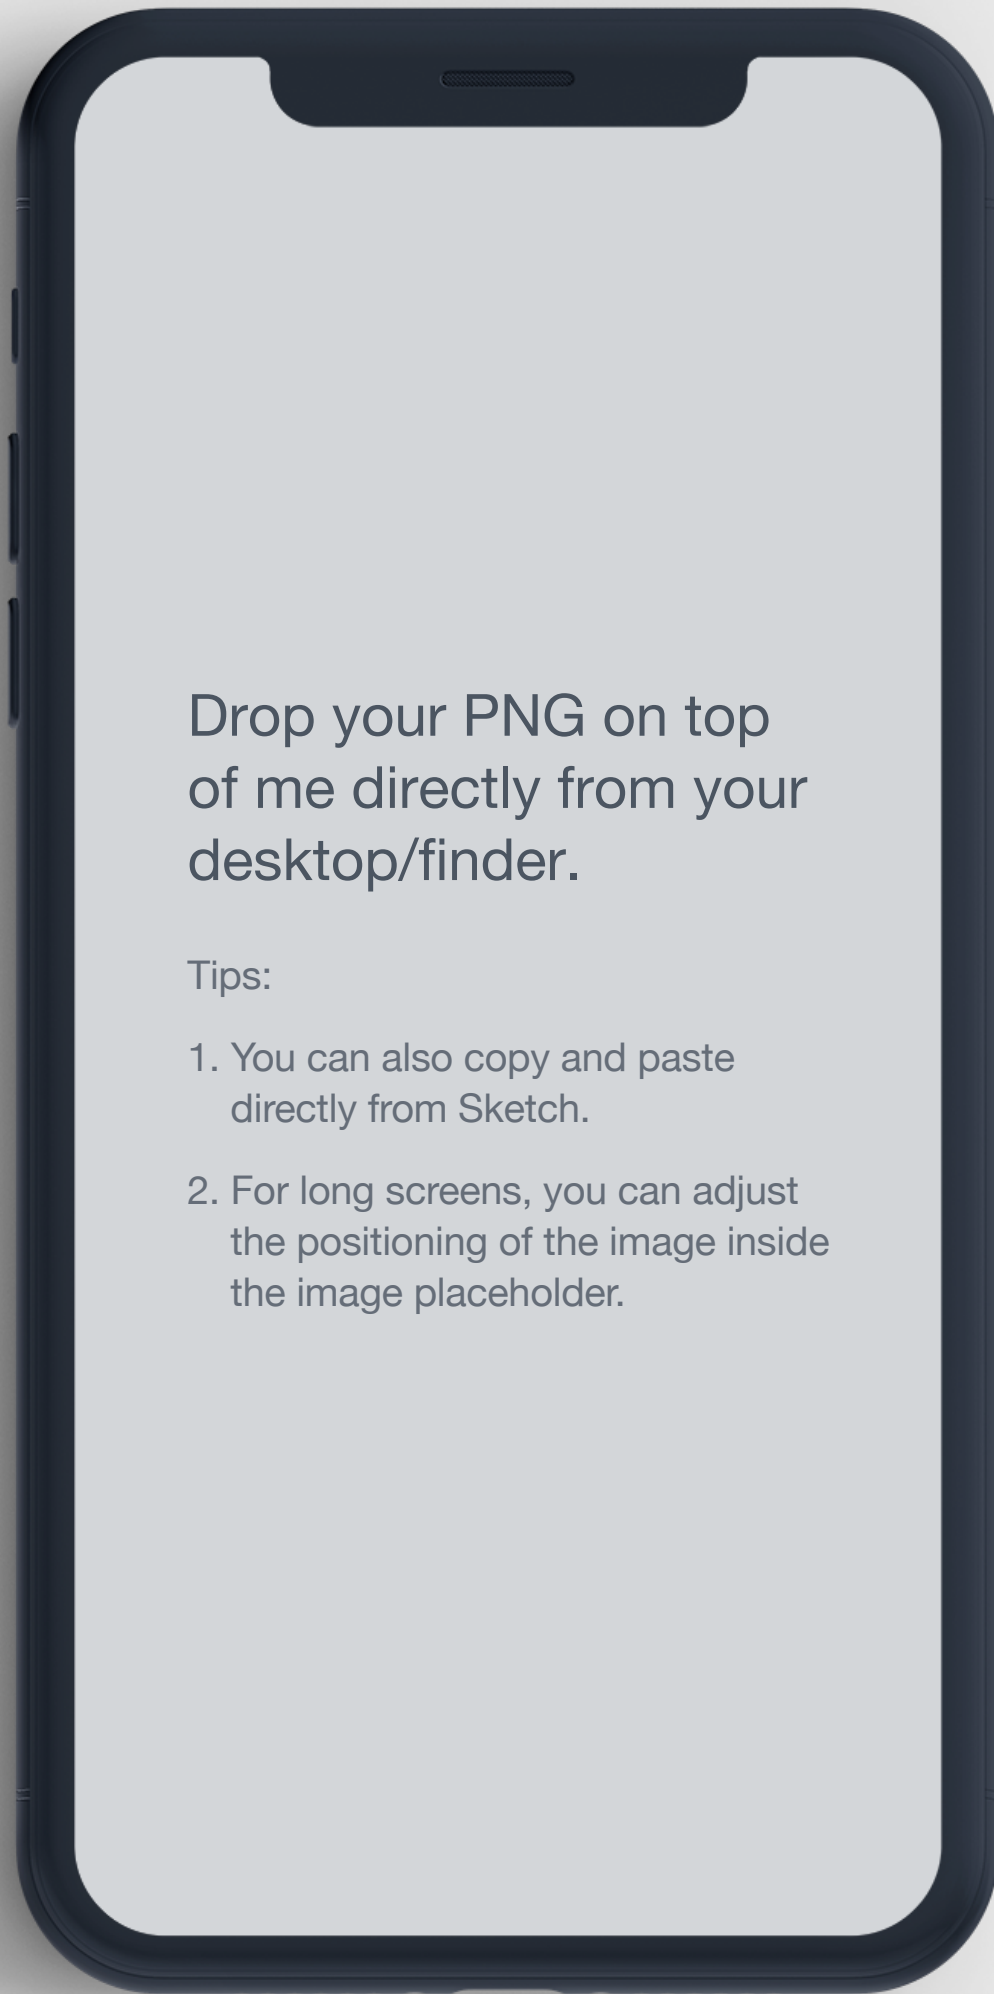 Drop your PNG on top
of me directly from your
desktop/finder.
Tips:
1. You can also copy and paste
directly from Sketch.
2. For long screens, you can adjust
the positioning of the image inside
the image placeholder.